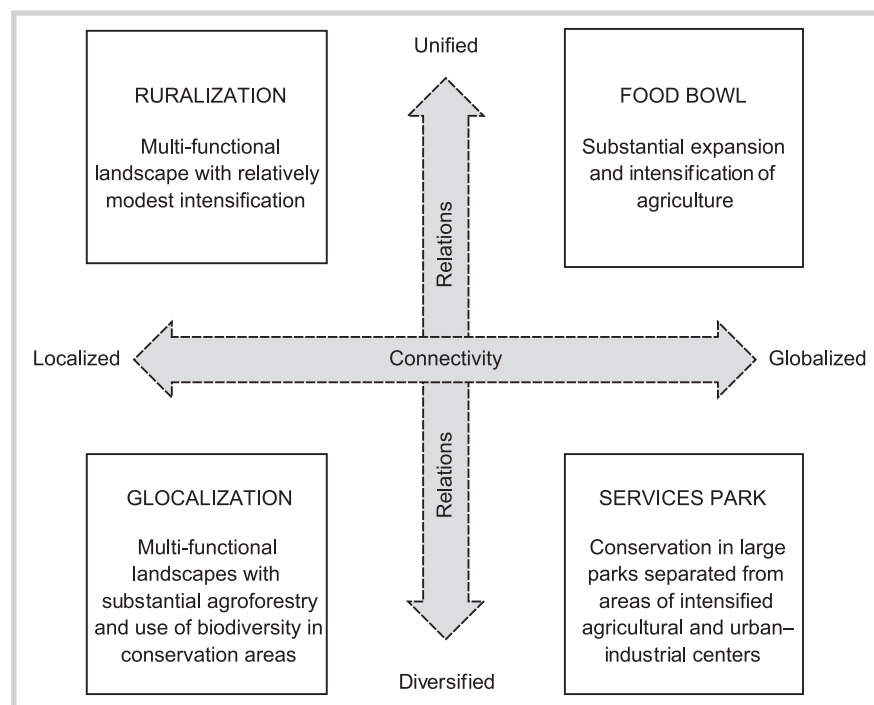 Unified
RURALIZATION
Multi-functional
landscape with relatively
modest intensification
FOOD BOWL
Substantial expansion
and intensification of
agriculture
Relations
Localized
Connectivity
Globalized
Relations
GLOCALIZATION
Multi-functional
landscapes with
substantial agroforestry
and use of biodiversity in
conservation areas
SERVICES PARK
Conservation in large
parks separated from
areas of intensified
agricultural and urban–
industrial centers
Diversified